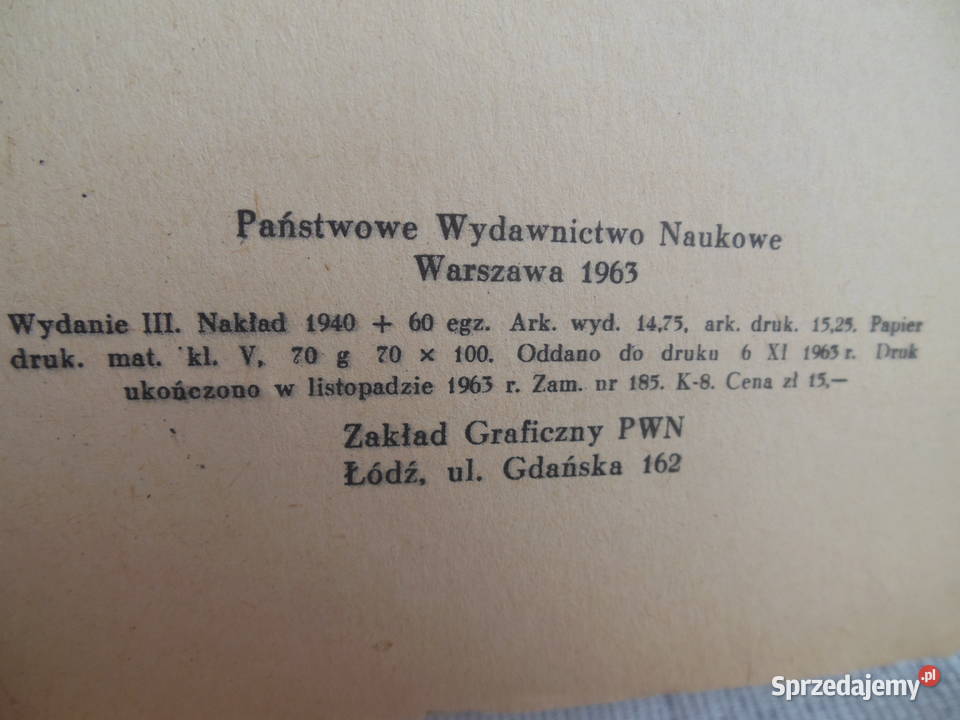 Państwowe Wydawnictwo Naukowe
Warszawa 1963
Wydanie III. Nakład 1940 + 60 egz. Ark. wyd. 14,75, ark. druk. 15,25. Papier
druk. mat. kl. V, 70 g 70 × 100. Oddano do druku 6 XI 1963 r. Druk
ukończono w listopadzie 1963 r. Zam. nr 185. K-8. Cena zł 15,—
Zakład Graficzny PWN
Łódź, ul. Gdańska 162
Sprzedajemy.pl